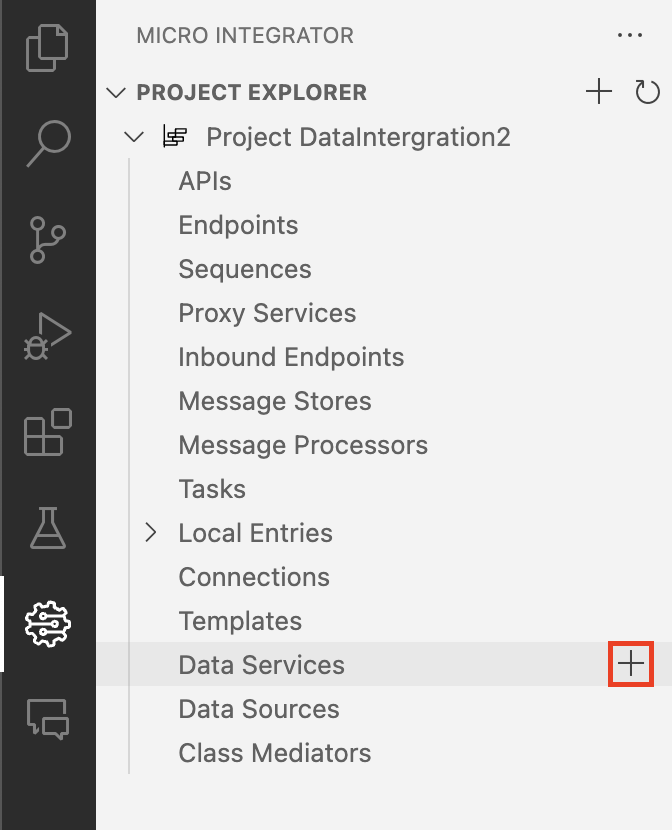 MICRO INTEGRATOR
PROJECT EXPLORER
Project DataIntergration2
APIs
Endpoints
Sequences
Proxy Services
Inbound Endpoints
Message Stores
Message Processors
Tasks
Local Entries
Connections
Templates
Data Services
Data Sources
Class Mediators